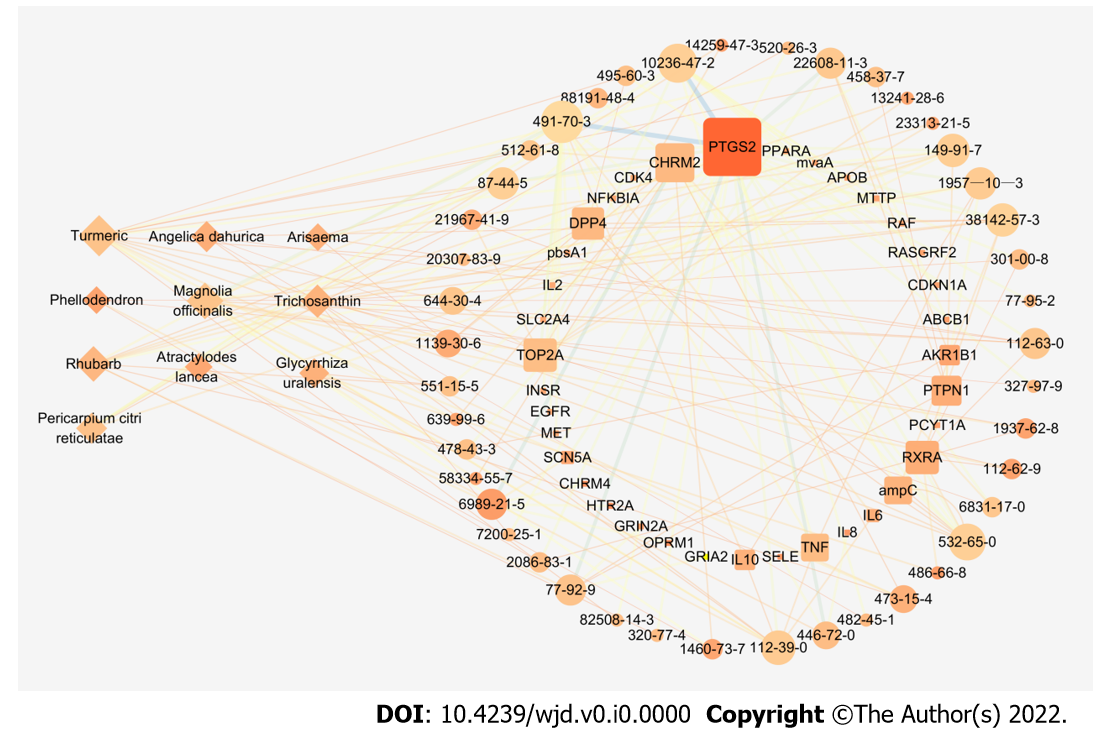 Turmeric
Angelica dahurica
Arisaema
Phellodendron
Magnolia
officinalis
Trichosanthin
Rhubarb
Atractylodes
lancea
Glycyrrhiza
uralensis
Pericarpium citri
reticulatae
14259-47-3
520-26-3
10236-47-2
22608-11-3
495-60-3
458-37-7
88191-48-4
13241-28-6
491-70-3
23313-21-5
512-61-8
149-91-7
87-44-5
1957—10—3
21967-41-9
38142-57-3
20307-83-9
301-00-8
644-30-4
77-95-2
1139-30-6
112-63-0
551-15-5
327-97-9
639-99-6
1937-62-8
478-43-3
112-62-9
58334-55-7
6989-21-5
6831-17-0
7200-25-1
532-65-0
2086-83-1
486-66-8
77-92-9
473-15-4
82508-14-3
482-45-1
320-77-4
446-72-0
1460-73-7
112-39-0
PTGS2
PPARA
CHRM2
mvaA
CDK4
APOB
NFKBIA
MTTP
DPP4
RAF
pbsA1
RASGRF2
IL2
CDKN1A
SLC2A4
ABCB1
TOP2A
AKR1B1
INSR
PTPN1
EGFR
PCYT1A
MET
SCN5A
RXRA
CHRM4
ampC
HTR2A
IL6
GRIN2A
IL8
OPRM1
TNF
GRIA2
IL10
SELE
DOI: 10.4239/wjd.v0.i0.0000 Copyright ©The Author(s) 2022.